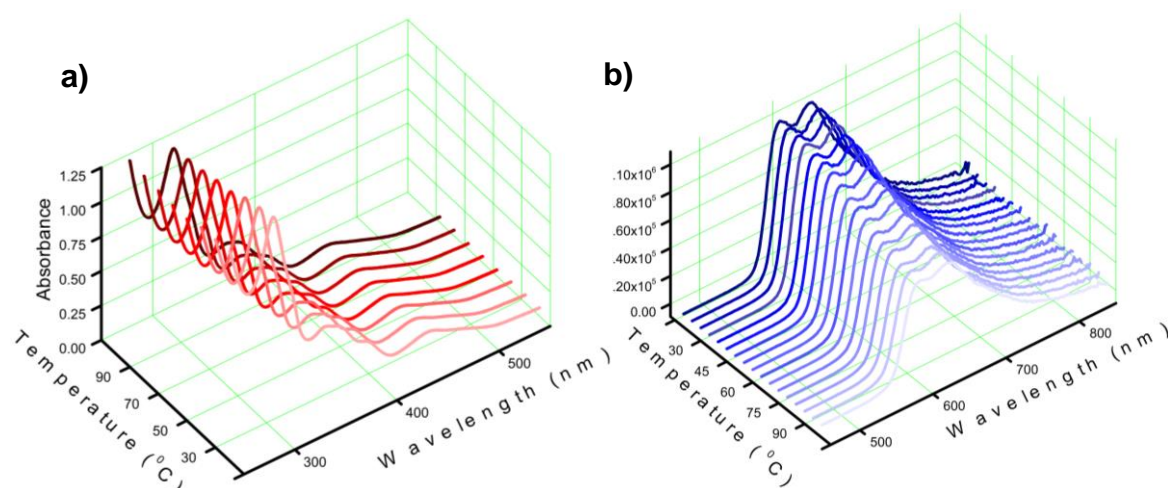 a)
Absorbance
1.25
1.00
0.75
0.50
0.25
0.00
90
70
50
30
Temperature (⁰C)
300
400
500
Wavelength (nm)
b)
.10x10⁶
.80x10⁵
.60x10⁵
.40x10⁵
.20x10⁵
0.00
30
45
60
75
90
Temperature (⁰C)
500
600
700
800
Wavelength (nm)